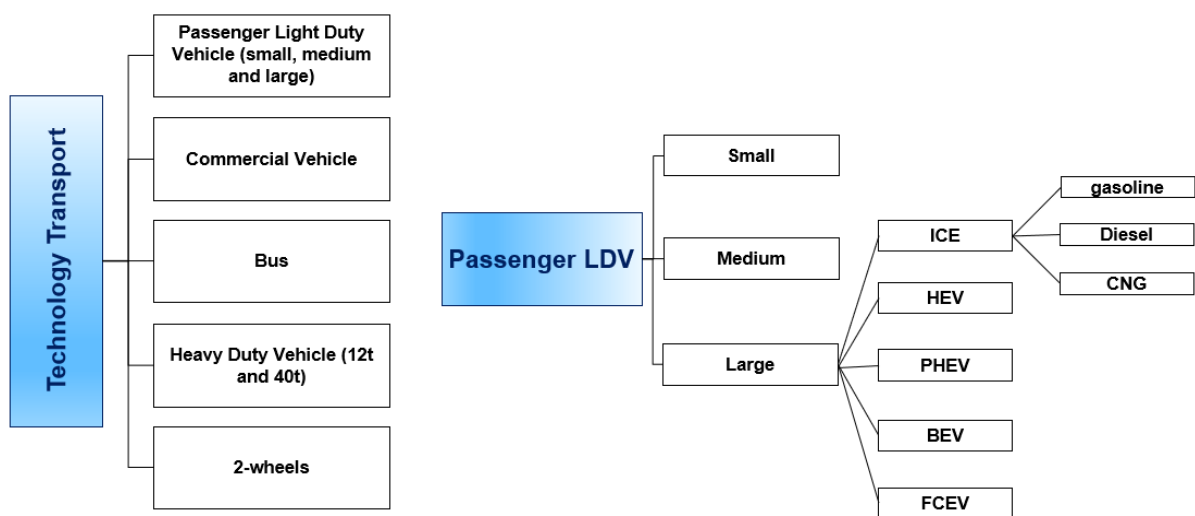 Technology Transport
Passenger Light Duty
Vehicle (small, medium
and large)
Commercial Vehicle
Bus
Heavy Duty Vehicle (12t
and 40t)
2-wheels
Passenger LDV
Small
Medium
Large
ICE
HEV
PHEV
BEV
FCEV
gasoline
Diesel
CNG